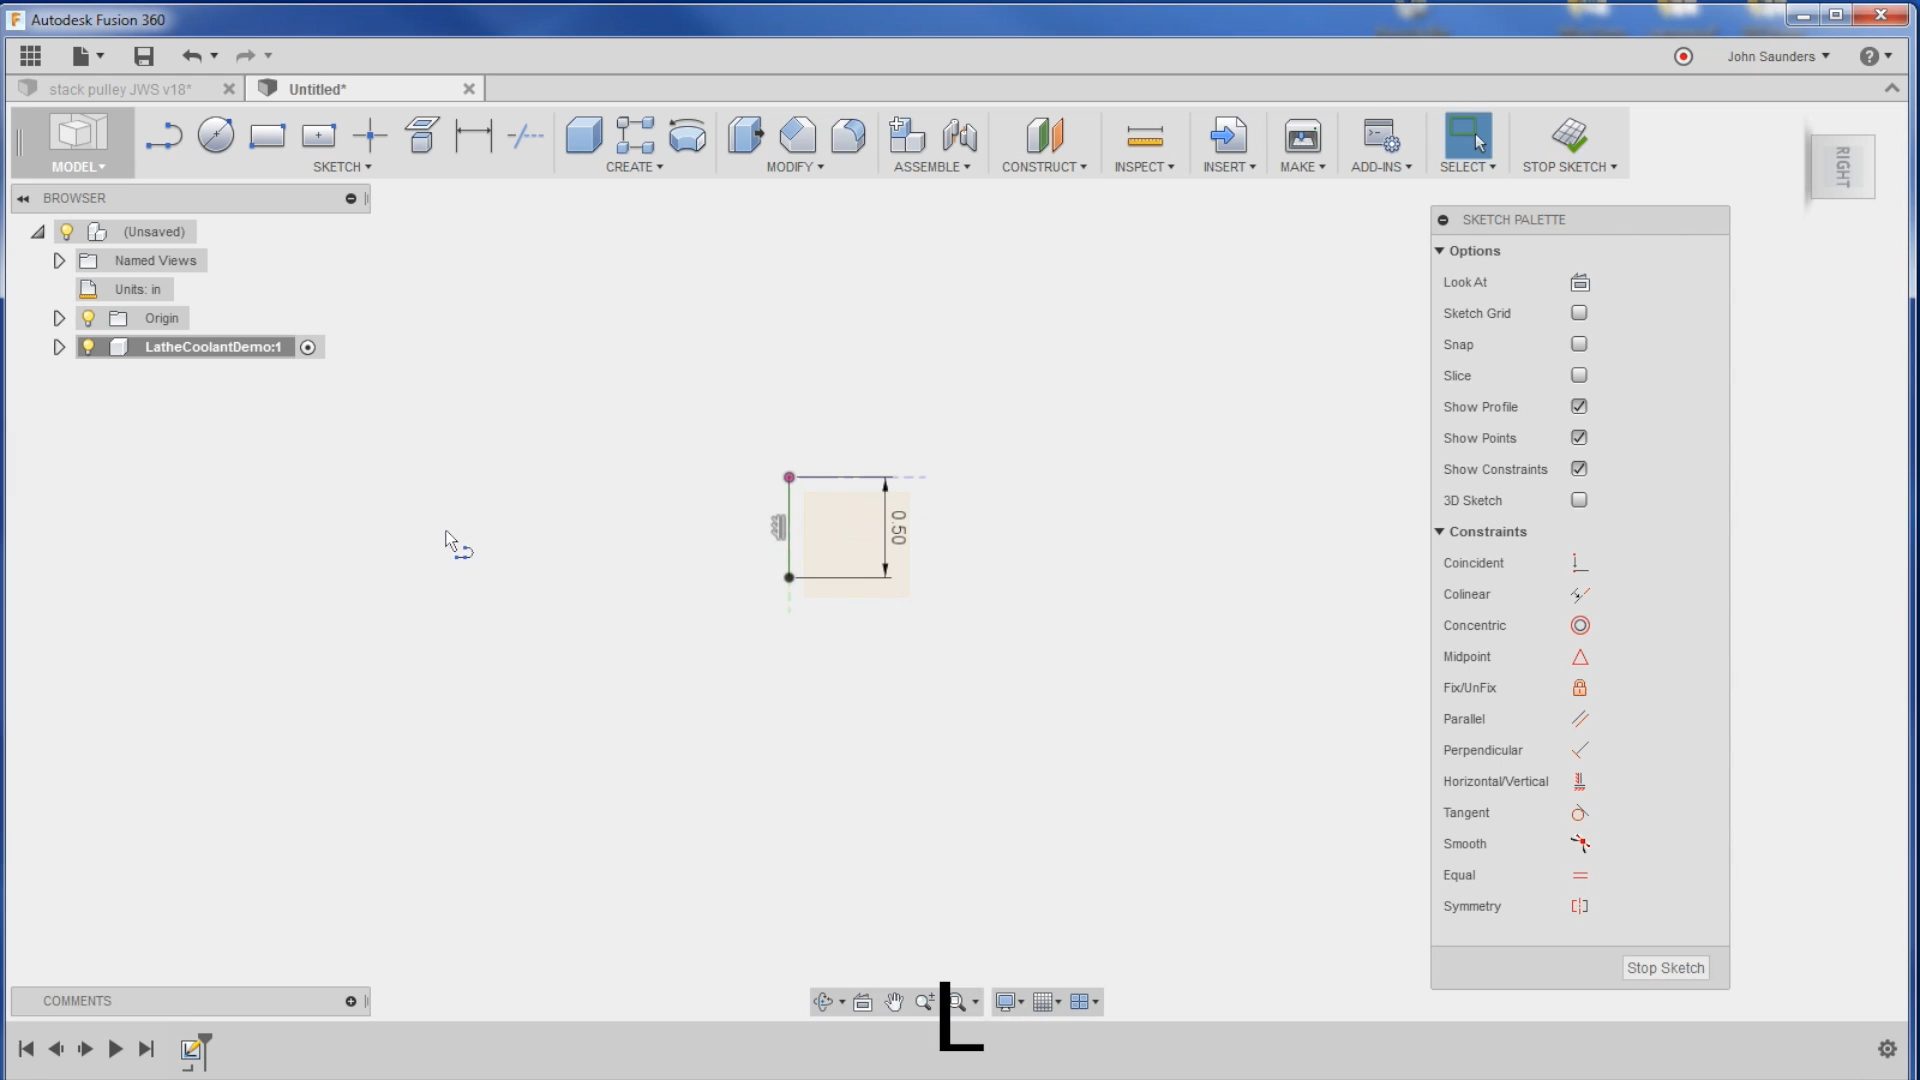 Autodesk Fusion 360
John Saunders
stack pulley JWS v18*
Untitled*
MODEL
SKETCH
CREATE
MODIFY
ASSEMBLE
CONSTRUCT
INSPECT
INSERT
MAKE
ADD-INS
SELECT
STOP SKETCH
RIGHT
BROWSER
(Unsaved)
Named Views
Units: in
Origin
LatheCoolantDemo:1
0.50
SKETCH PALETTE
Options
Look At
Sketch Grid
Snap
Slice
Show Profile
Show Points
Show Constraints
3D Sketch
Constraints
Coincident
Colinear
Concentric
Midpoint
Fix/UnFix
Parallel
Perpendicular
Horizontal/Vertical
Tangent
Smooth
Equal
Symmetry
Stop Sketch
COMMENTS
L